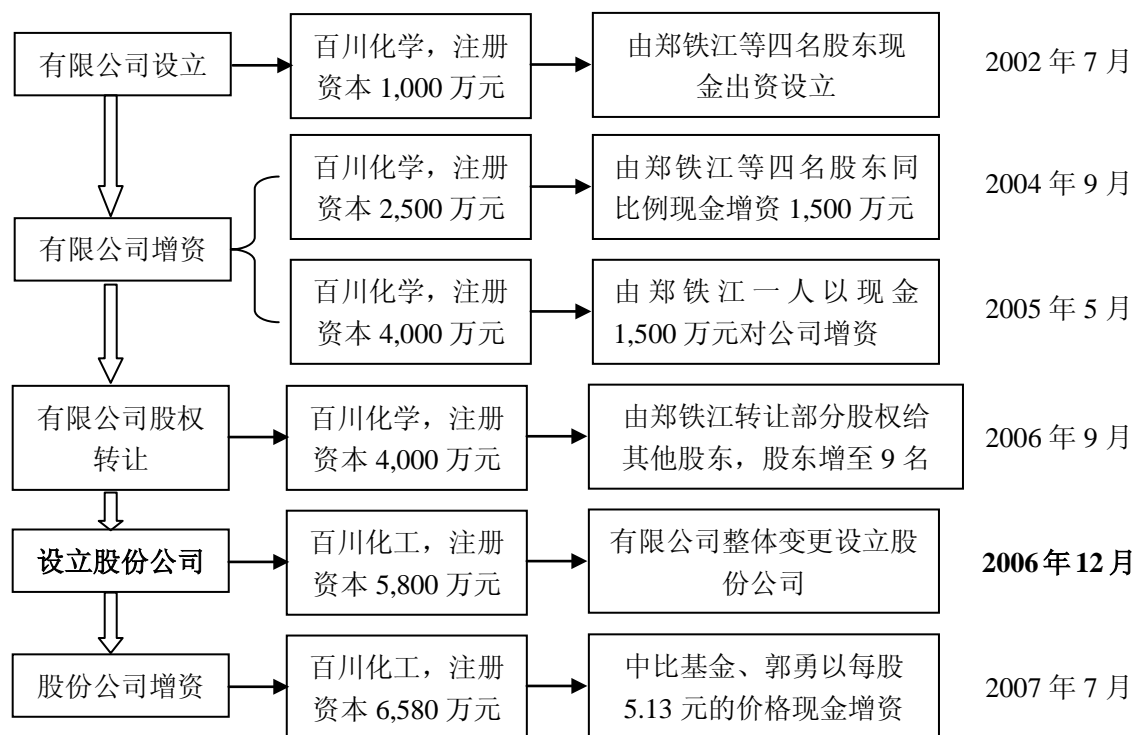 有限公司设立
百川化学，注册
资本 1,000 万元
由郑铁江等四名股东现
金出资设立
2002 年 7 月
百川化学，注册
资本 2,500 万元
由郑铁江等四名股东同
比例现金增资 1,500 万元
2004 年 9 月
有限公司增资
百川化学，注册
资本 4,000 万元
由郑铁江一人以现金
1,500 万元对公司增资
2005 年 5 月
有限公司股权
转让
百川化学，注册
资本 4,000 万元
由郑铁江转让部分股权给
其他股东，股东增至 9 名
2006 年 9 月
设立股份公司
百川化工，注册
资本 5,800 万元
有限公司整体变更设立股
份公司
2006 年 12 月
股份公司增资
百川化工，注册
资本 6,580 万元
中比基金、郭勇以每股
5.13 元的价格现金增资
2007 年 7 月